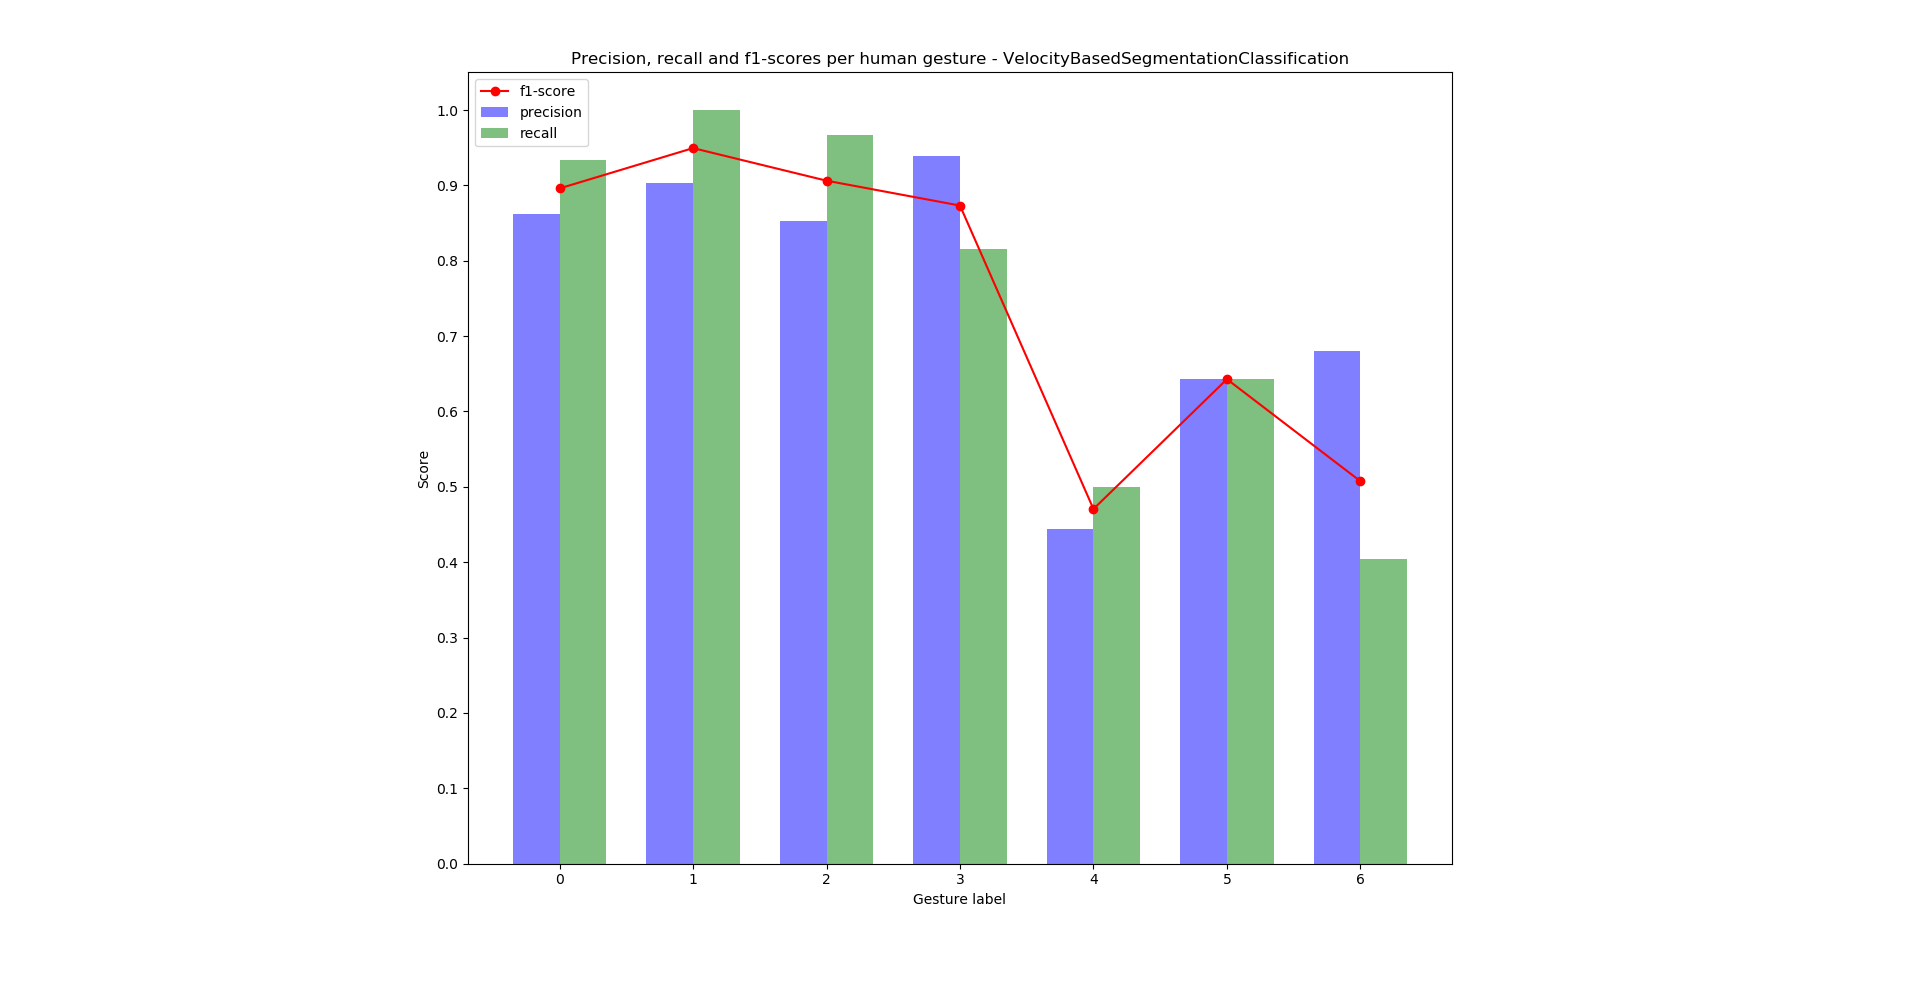 Precision, recall and f1-scores per human gesture - VelocityBasedSegmentationClassification
f1-score
precision
recall
1.0
0.9
0.8
0.7
0.6
0.5
0.4
0.3
0.2
0.1
0.0
Score
0 1 2 3 4 5 6
Gesture label